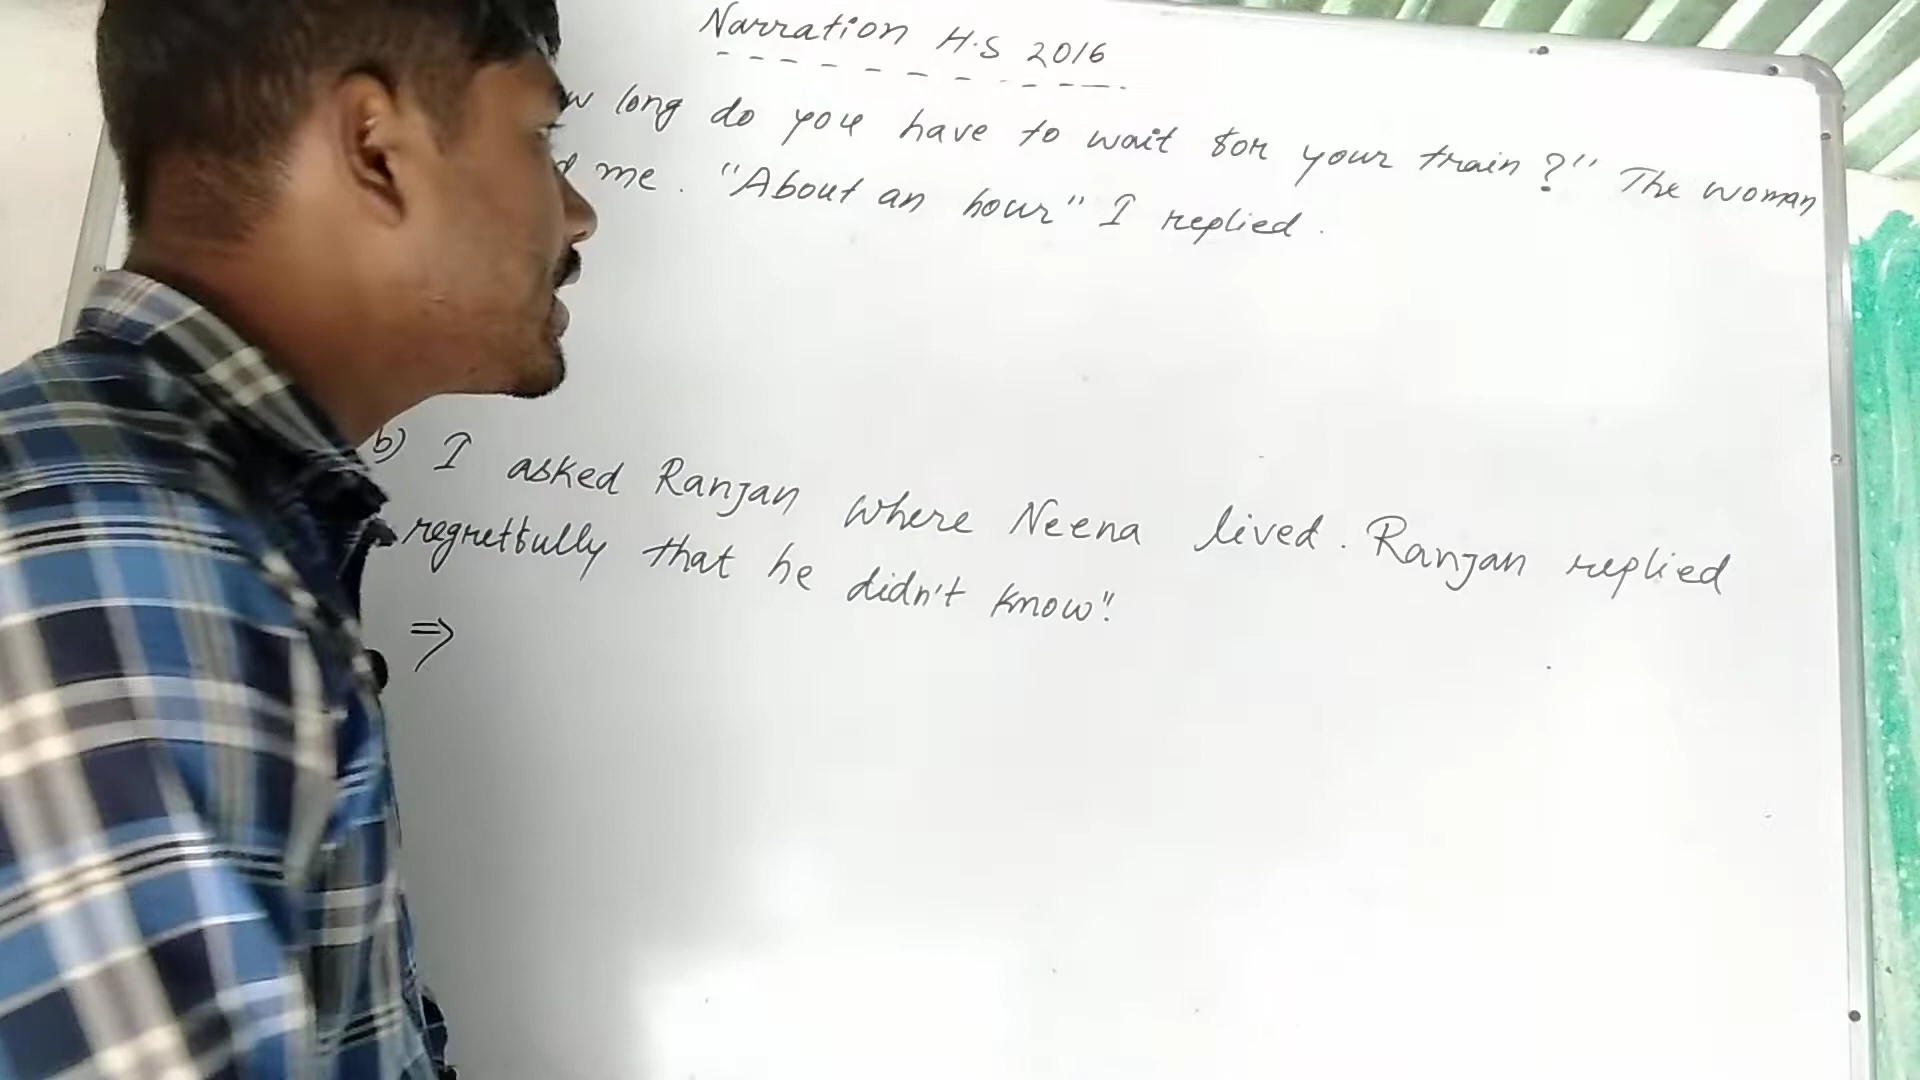 Narration H.S 2016
long do you have to wait for your train?" The woman
me. "About an hour" I replied.
b) I asked Ranjan where Neena lived. Ranjan replied
regretfully that he didn't know".
⇒